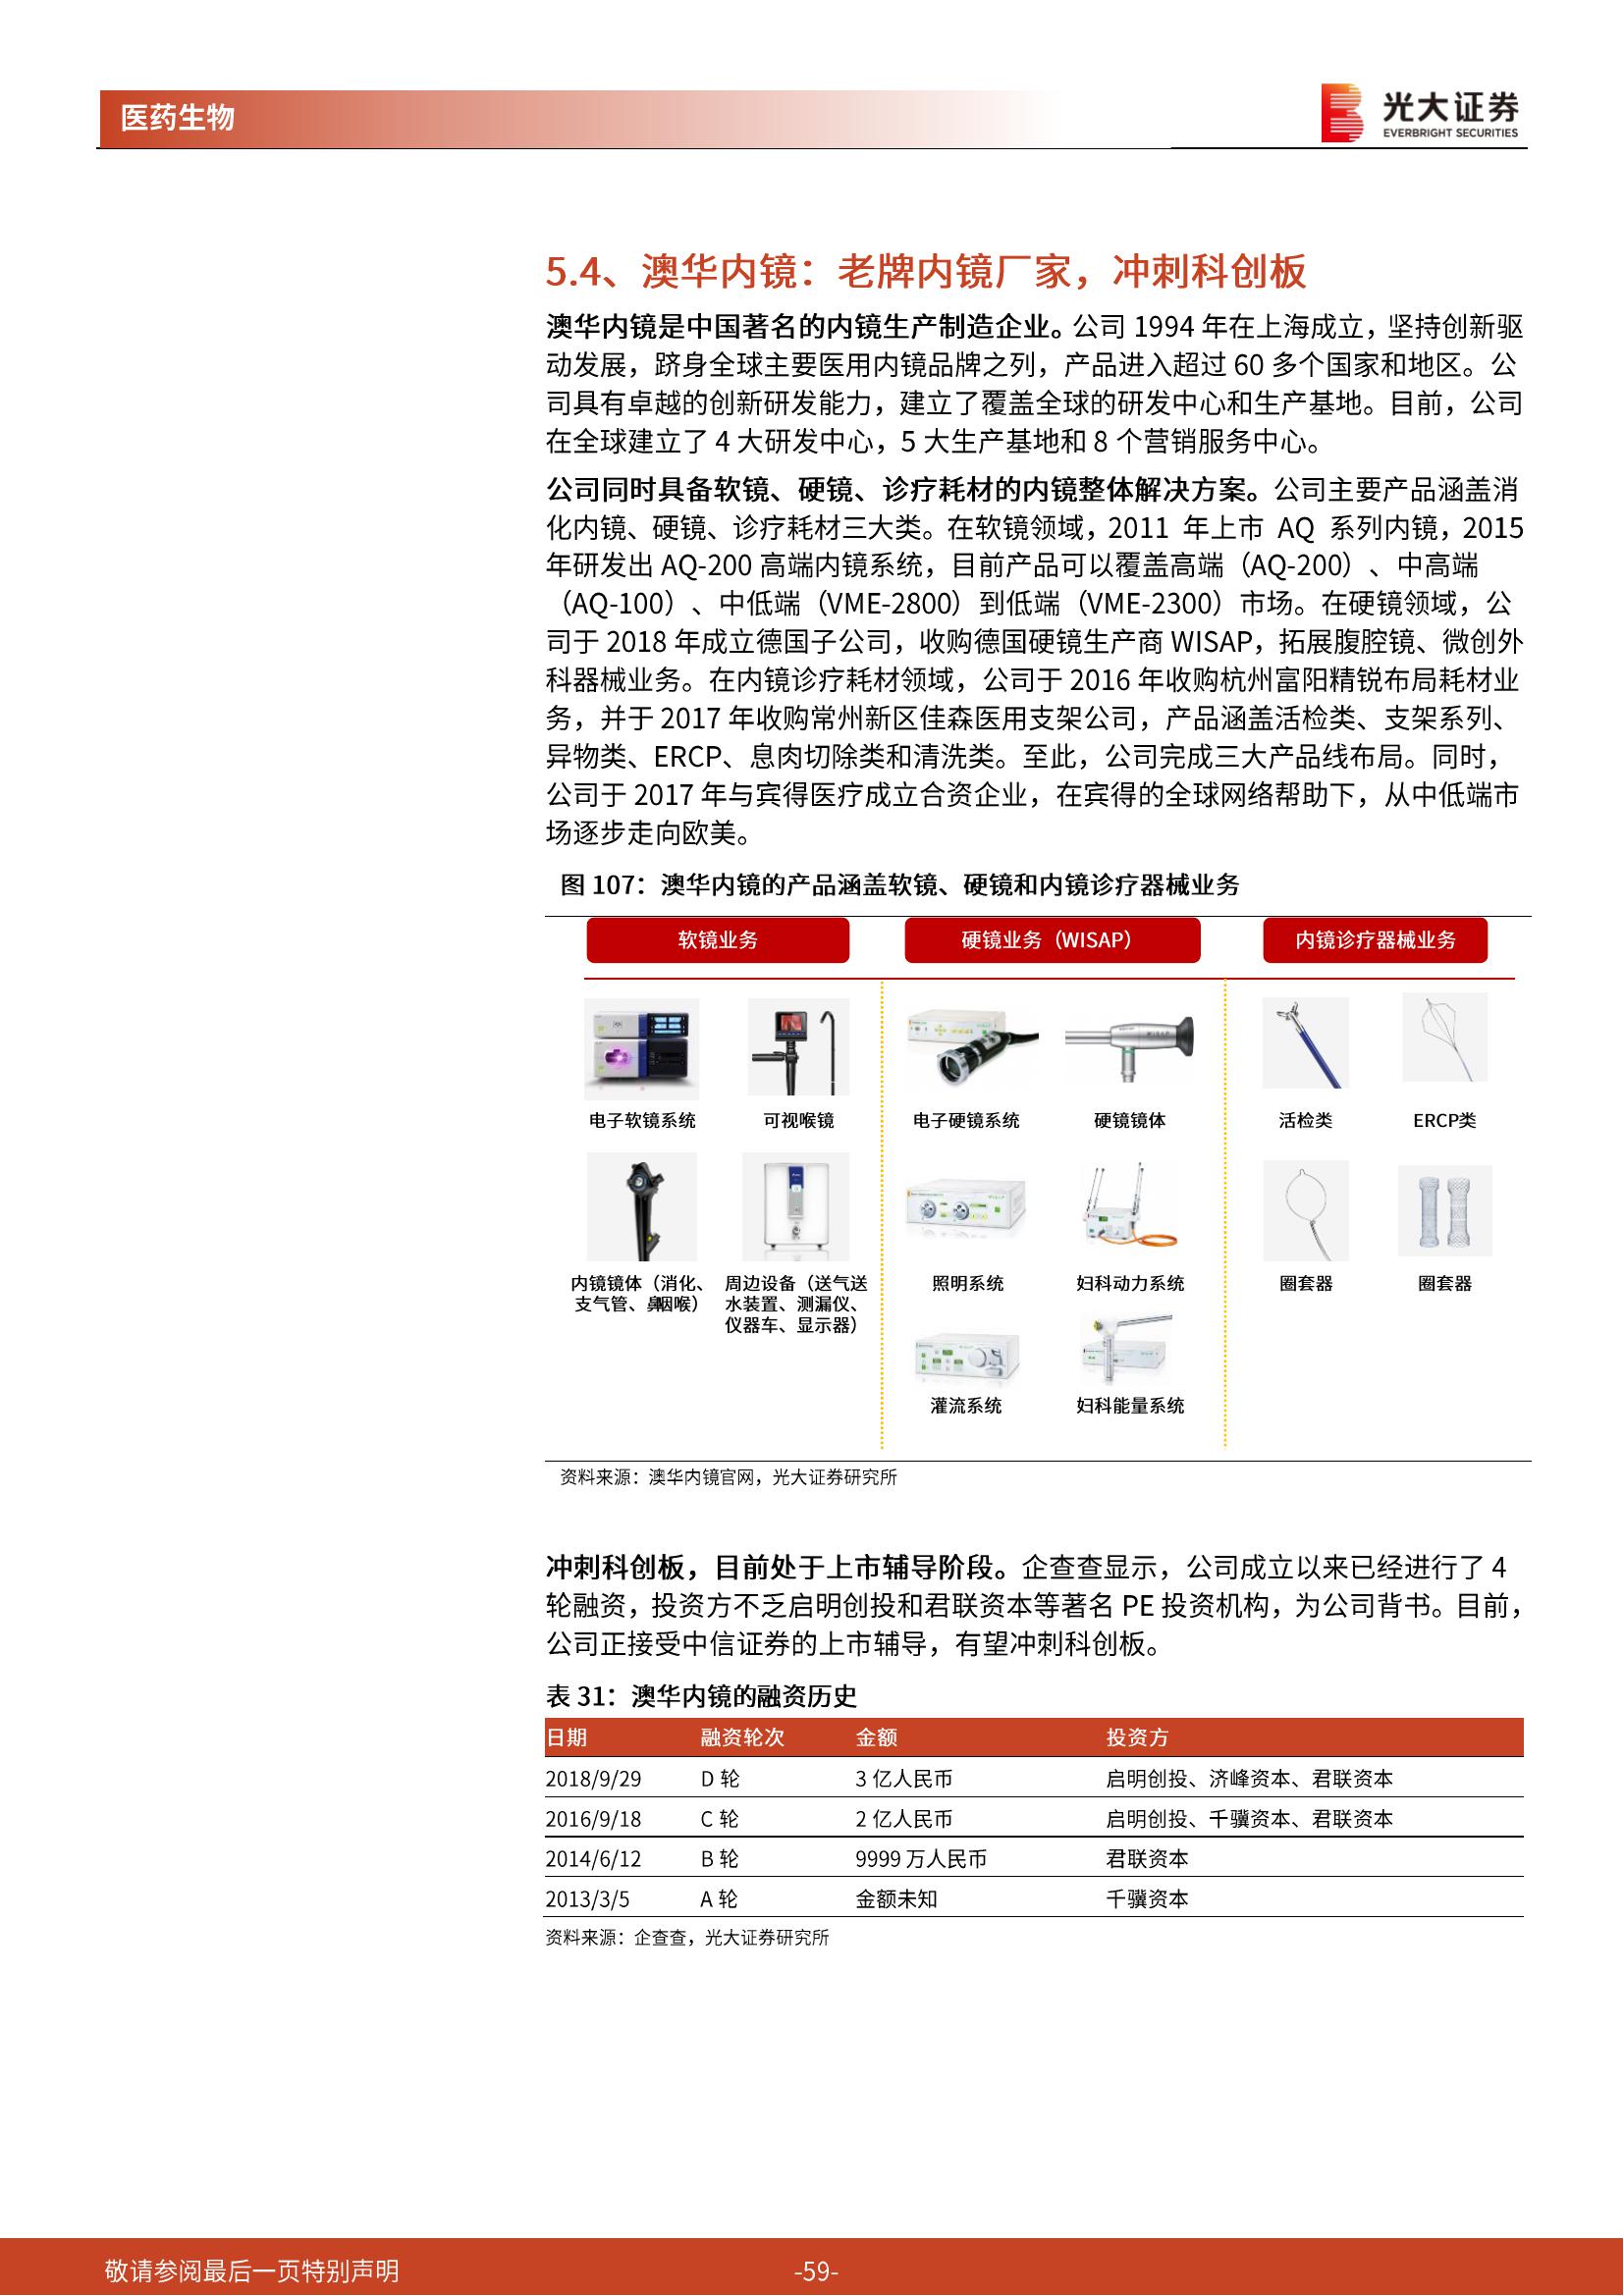 医药生物
光大证券
EVERBRIGHT SECURITIES
5.4、澳华内镜：老牌内镜厂家，冲刺科创板
澳华内镜是中国著名的内镜生产制造企业。公司 1994 年在上海成立，坚持创新驱
动发展，跻身全球主要医用内镜品牌之列，产品进入超过 60 多个国家和地区。公
司具有卓越的创新研发能力，建立了覆盖全球的研发中心和生产基地。目前，公司
在全球建立了 4 大研发中心，5 大生产基地和 8 个营销服务中心。
公司同时具备软镜、硬镜、诊疗耗材的内镜整体解决方案。公司主要产品涵盖消
化内镜、硬镜、诊疗耗材三大类。在软镜领域，2011 年上市 AQ 系列内镜，2015
年研发出 AQ-200 高端内镜系统，目前产品可以覆盖高端（AQ-200）、中高端
（AQ-100）、中低端（VME-2800）到低端（VME-2300）市场。在硬镜领域，公
司于 2018 年成立德国子公司，收购德国硬镜生产商 WISAP，拓展腹腔镜、微创外
科器械业务。在内镜诊疗耗材领域，公司于 2016 年收购杭州富阳精锐布局耗材业
务，并于 2017 年收购常州新区佳森医用支架公司，产品涵盖活检类、支架系列、
异物类、ERCP、息肉切除类和清洗类。至此，公司完成三大产品线布局。同时，
公司于 2017 年与宾得医疗成立合资企业，在宾得的全球网络帮助下，从中低端市
场逐步走向欧美。
图 107：澳华内镜的产品涵盖软镜、硬镜和内镜诊疗器械业务
软镜业务 硬镜业务（WISAP） 内镜诊疗器械业务
电子软镜系统 可视喉镜 电子硬镜系统 硬镜镜体 活检类 ERCP类
内镜镜体（消化、
支气管、鼻咽喉）
周边设备（送气送
水装置、测漏仪、
仪器车、显示器）
照明系统 妇科动力系统 圈套器 圈套器
灌流系统 妇科能量系统
资料来源：澳华内镜官网，光大证券研究所
冲刺科创板，目前处于上市辅导阶段。企查查显示，公司成立以来已经进行了 4
轮融资，投资方不乏启明创投和君联资本等著名 PE 投资机构，为公司背书。目前，
公司正接受中信证券的上市辅导，有望冲刺科创板。
表 31：澳华内镜的融资历史
日期 融资轮次 金额 投资方
2018/9/29 D 轮 3 亿人民币 启明创投、济峰资本、君联资本
2016/9/18 C 轮 2 亿人民币 启明创投、千骥资本、君联资本
2014/6/12 B 轮 9999 万人民币 君联资本
2013/3/5 A 轮 金额未知 千骥资本
资料来源：企查查，光大证券研究所
敬请参阅最后一页特别声明 -59-